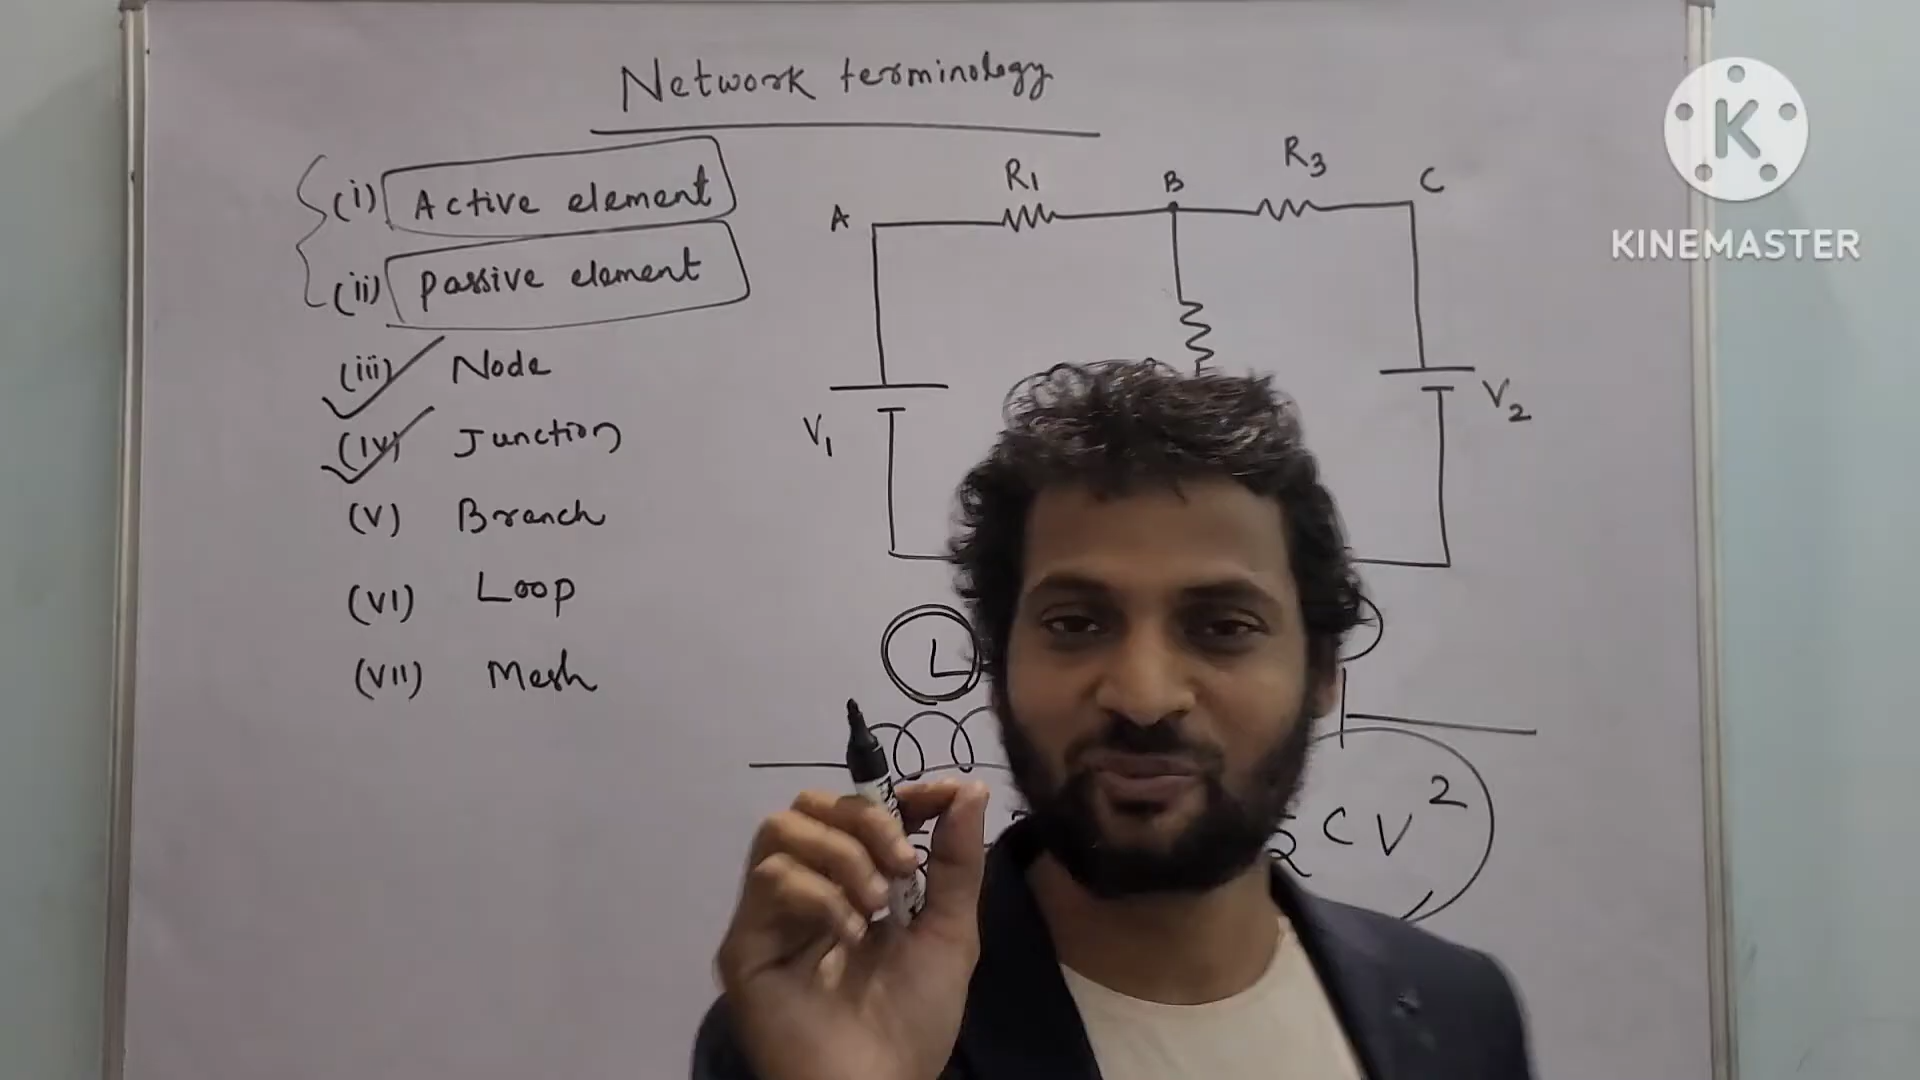 Network terminology
(i) Active element
(ii) Passive element
(iii) Node
(iv) Junction
(v) Branch
(VI) Loop
(VII) Mesh
A
R1
B
R3
C
V1
V2
L
CV²
K
KINEMASTER